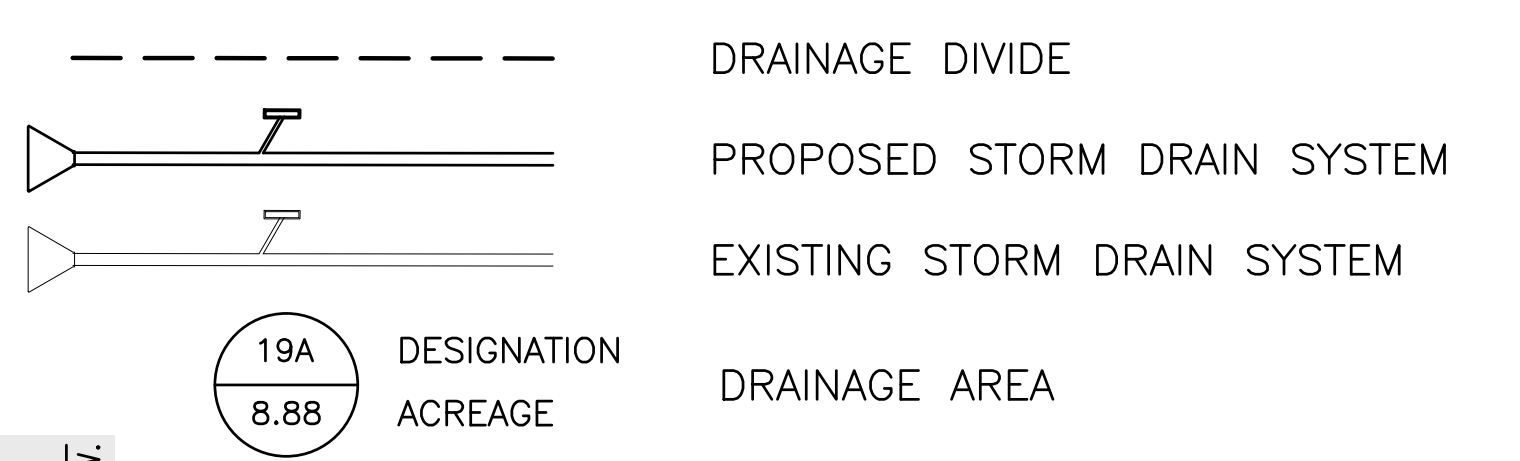 DRAINAGE DIVIDE
PROPOSED STORM DRAIN SYSTEM
EXISTING STORM DRAIN SYSTEM
19A DESIGNATION
8.88 ACREAGE
DRAINAGE AREA